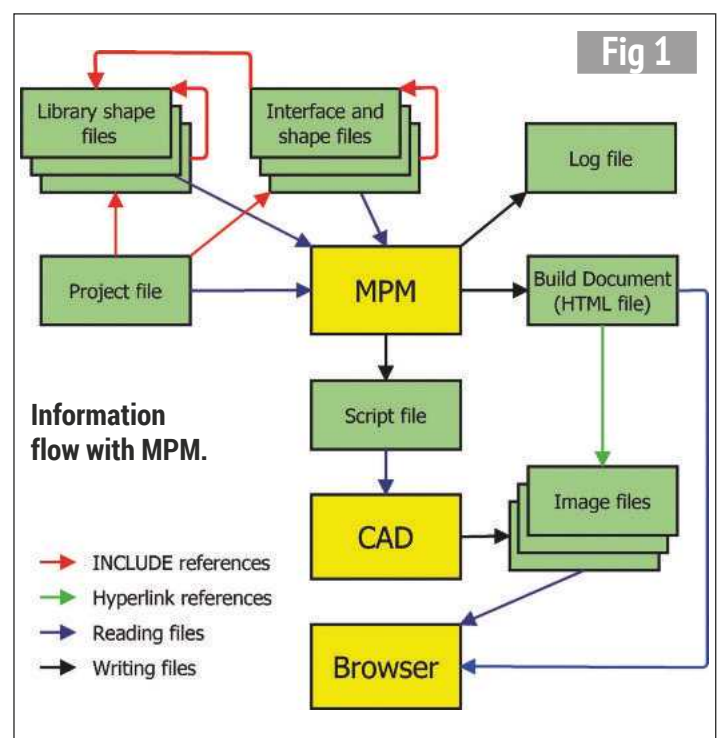 Fig 1
Library shape
files
Interface and
shape files
Log file
Project file
MPM
Build Document
(HTML file)
Information
flow with MPM.
Script file
Image files
CAD
INCLUDE references
Hyperlink references
Reading files
Writing files
Browser